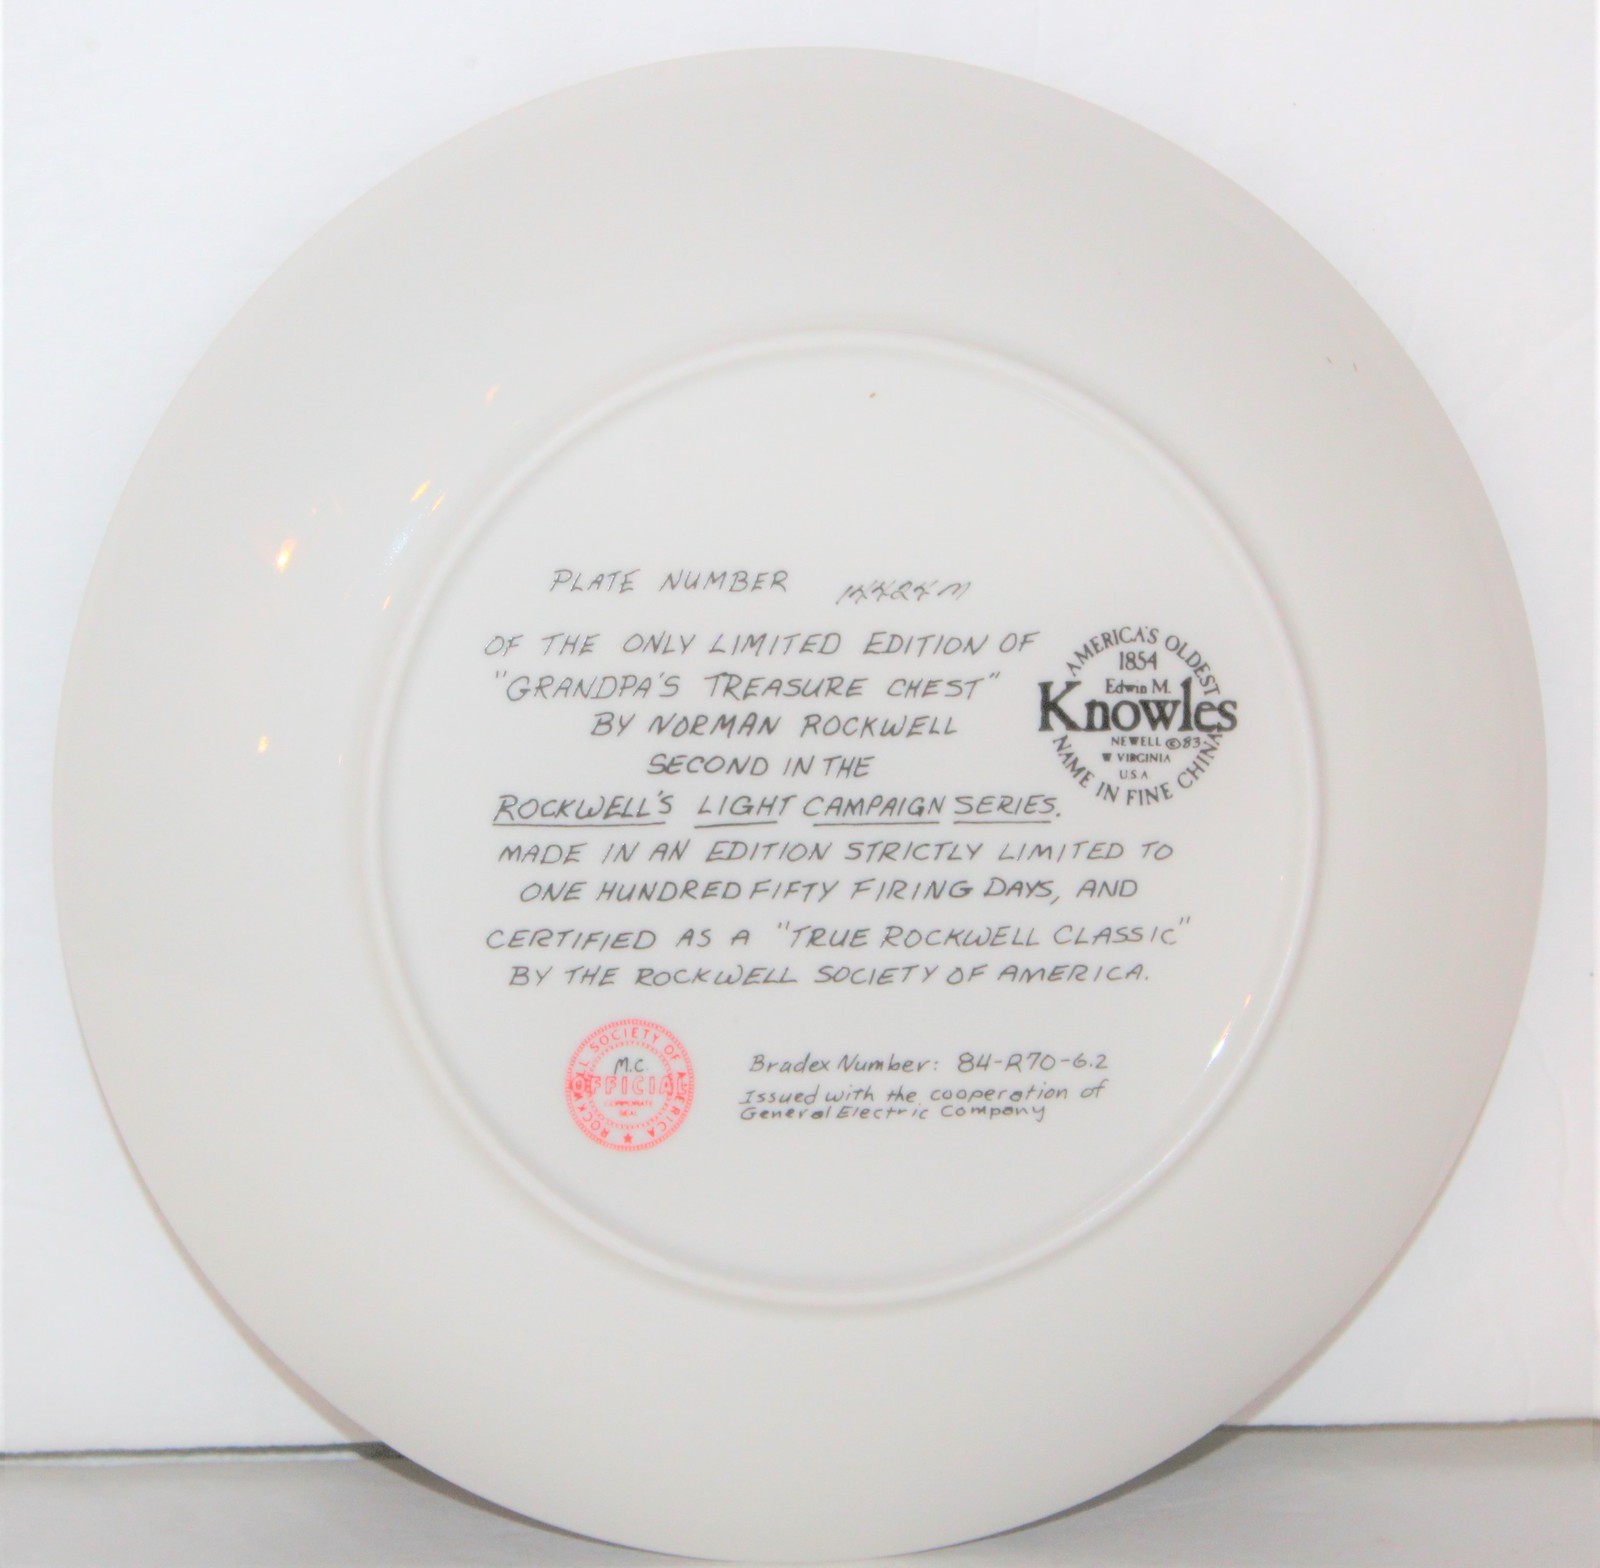 PLATE NUMBER
OF THE ONLY LIMITED EDITION OF
"GRANDPA'S TREASURE CHEST"
BY NORMAN ROCKWELL
SECOND IN THE
ROCKWELL'S LIGHT CAMPAIGN SERIES.
MADE IN AN EDITION STRICTLY LIMITED TO
ONE HUNDRED FIFTY FIRING DAYS, AND
CERTIFIED AS A "TRUE ROCKWELL CLASSIC"
BY THE ROCKWELL SOCIETY OF AMERICA.
AMERICA'S OLDEST
1854
Edwin M.
Knowles
NEWELL ©83
W VIRGINIA
U.S.A
NAME IN FINE CHINA
ROCKWELL SOCIETY OF AMERICA
M.C.
OFFICIAL
CORPORATE
SEAL
Bradex Number: 84-R70-6.2
Issued with the cooperation of
General Electric Company